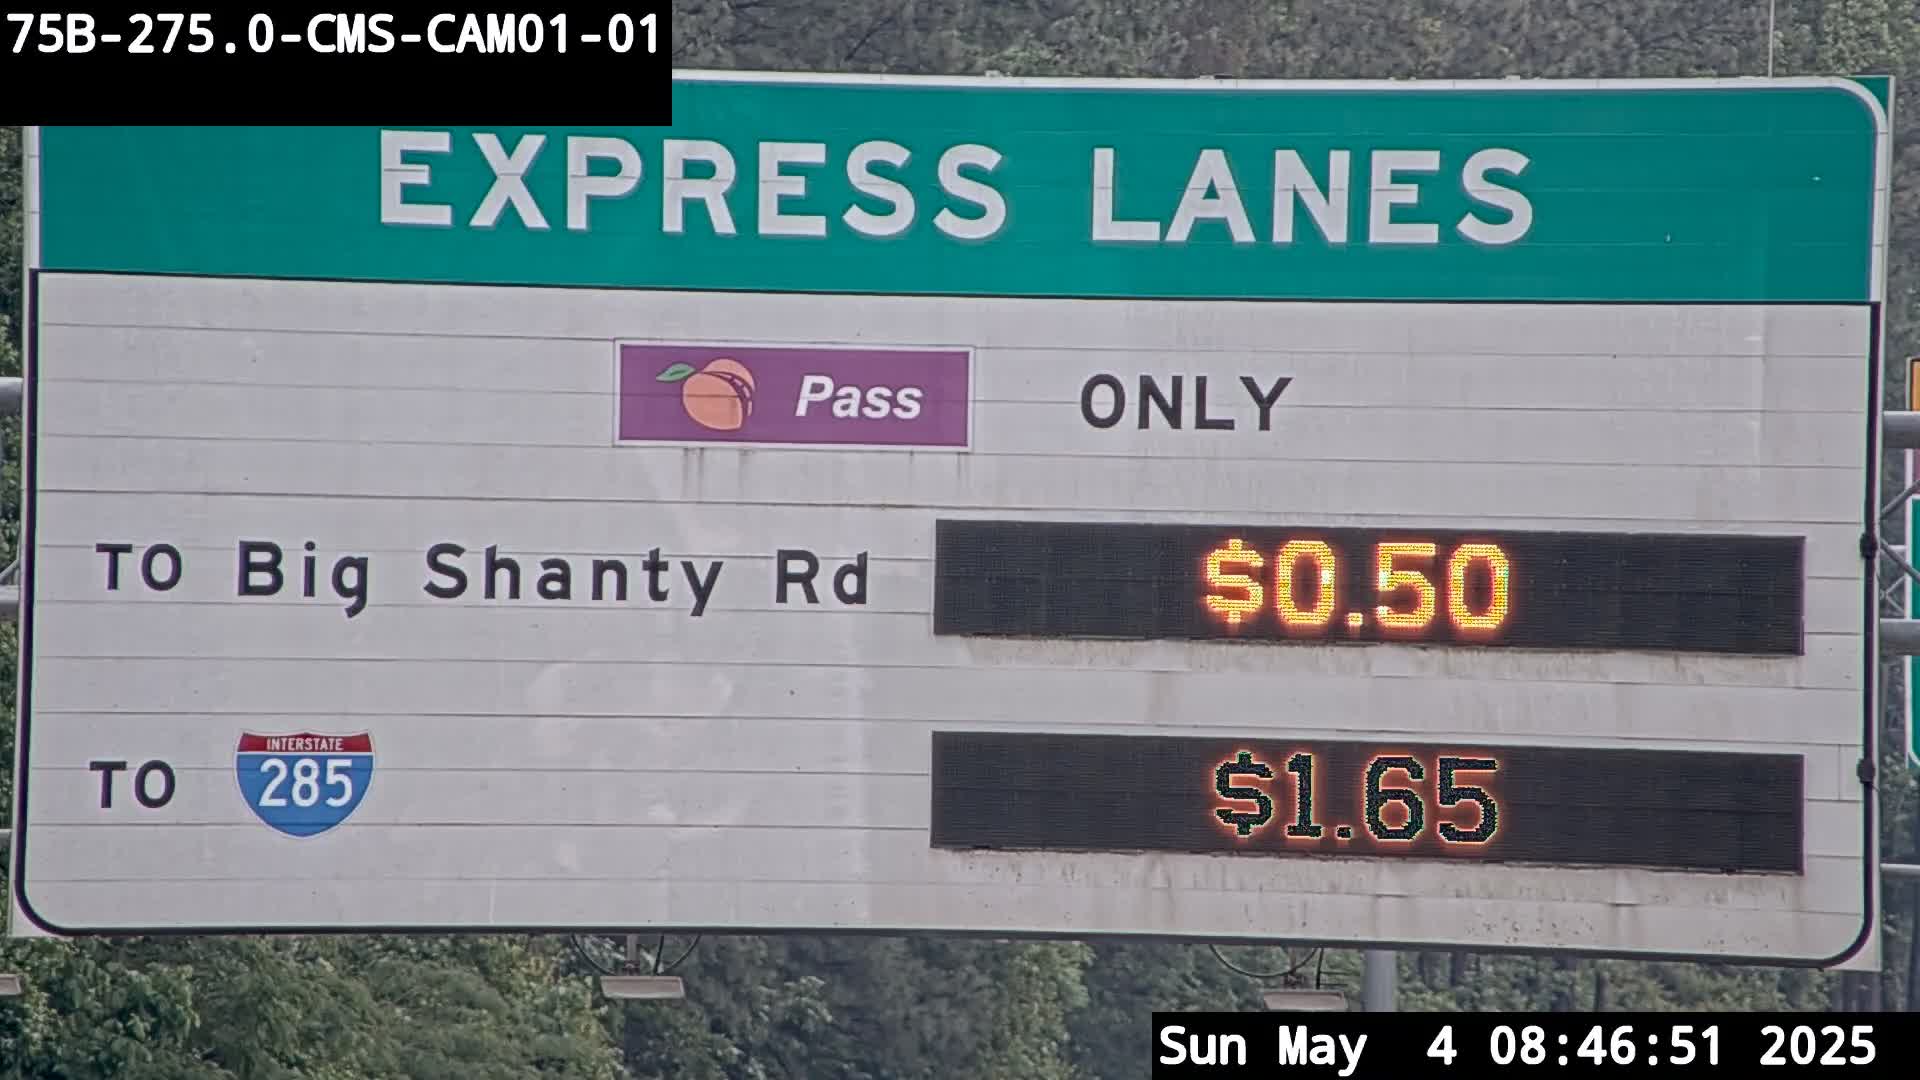 75B-275.0-CMS-CAM01-01
EXPRESS LANES
Pass ONLY
TO Big Shanty Rd $0.50
INTERSTATE
TO 285 $1.65
Sun May 4 08:46:51 2025